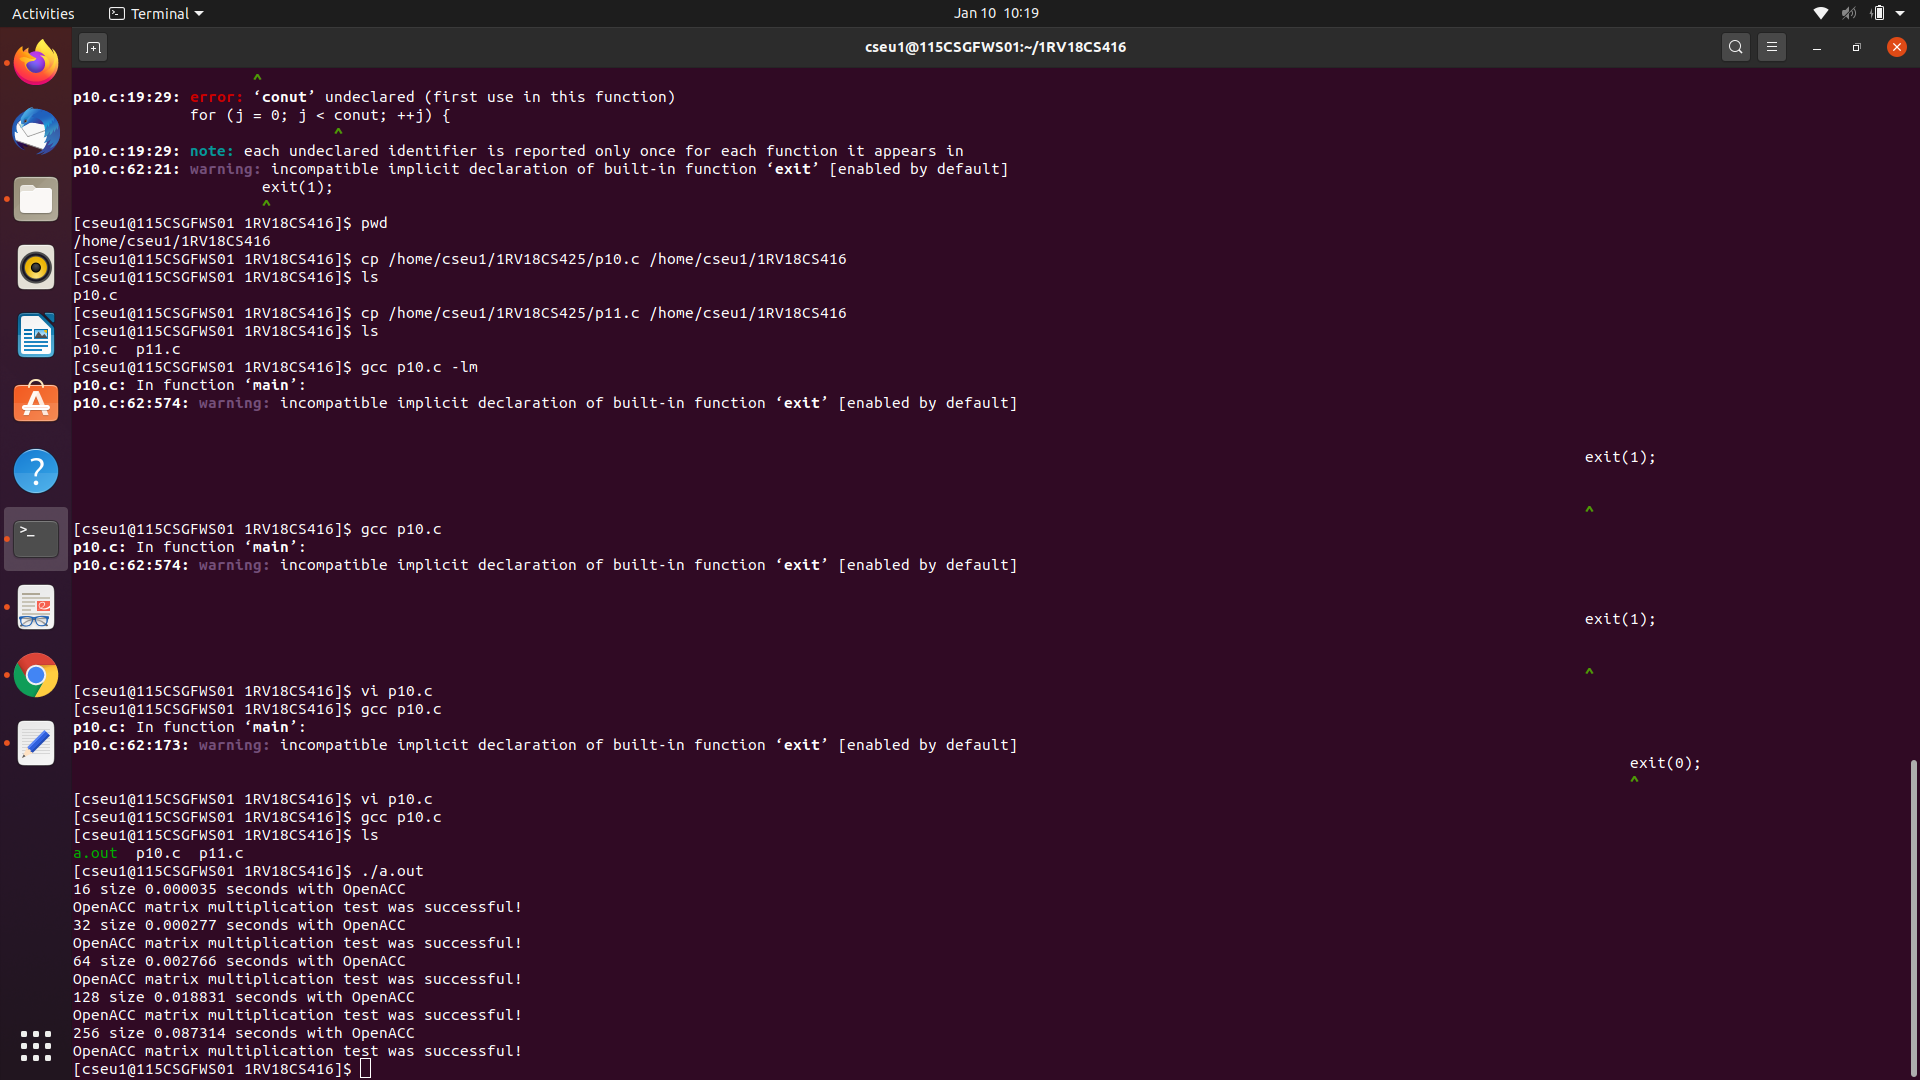 Activities
Terminal
Jan 10 10:19
cseu1@115CSGFWS01:~/1RV18CS416
^
p10.c:19:29: error: ‘conut’ undeclared (first use in this function)
for (j = 0; j < conut; ++j) {
^
p10.c:19:29: note: each undeclared identifier is reported only once for each function it appears in
p10.c:62:21: warning: incompatible implicit declaration of built-in function ‘exit’ [enabled by default]
exit(1);
^
[cseu1@115CSGFWS01 1RV18CS416]$ pwd
/home/cseu1/1RV18CS416
[cseu1@115CSGFWS01 1RV18CS416]$ cp /home/cseu1/1RV18CS425/p10.c /home/cseu1/1RV18CS416
[cseu1@115CSGFWS01 1RV18CS416]$ ls
p10.c
[cseu1@115CSGFWS01 1RV18CS416]$ cp /home/cseu1/1RV18CS425/p11.c /home/cseu1/1RV18CS416
[cseu1@115CSGFWS01 1RV18CS416]$ ls
p10.c  p11.c
[cseu1@115CSGFWS01 1RV18CS416]$ gcc p10.c -lm
p10.c: In function ‘main’:
p10.c:62:574: warning: incompatible implicit declaration of built-in function ‘exit’ [enabled by default]
exit(1);
^
[cseu1@115CSGFWS01 1RV18CS416]$ gcc p10.c
p10.c: In function ‘main’:
p10.c:62:574: warning: incompatible implicit declaration of built-in function ‘exit’ [enabled by default]
exit(1);
^
[cseu1@115CSGFWS01 1RV18CS416]$ vi p10.c
[cseu1@115CSGFWS01 1RV18CS416]$ gcc p10.c
p10.c: In function ‘main’:
p10.c:62:173: warning: incompatible implicit declaration of built-in function ‘exit’ [enabled by default]
exit(0);
^
[cseu1@115CSGFWS01 1RV18CS416]$ vi p10.c
[cseu1@115CSGFWS01 1RV18CS416]$ gcc p10.c
[cseu1@115CSGFWS01 1RV18CS416]$ ls
a.out  p10.c  p11.c
[cseu1@115CSGFWS01 1RV18CS416]$ ./a.out
16 size 0.000035 seconds with OpenACC
OpenACC matrix multiplication test was successful!
32 size 0.000277 seconds with OpenACC
OpenACC matrix multiplication test was successful!
64 size 0.002766 seconds with OpenACC
OpenACC matrix multiplication test was successful!
128 size 0.018831 seconds with OpenACC
OpenACC matrix multiplication test was successful!
256 size 0.087314 seconds with OpenACC
OpenACC matrix multiplication test was successful!
[cseu1@115CSGFWS01 1RV18CS416]$